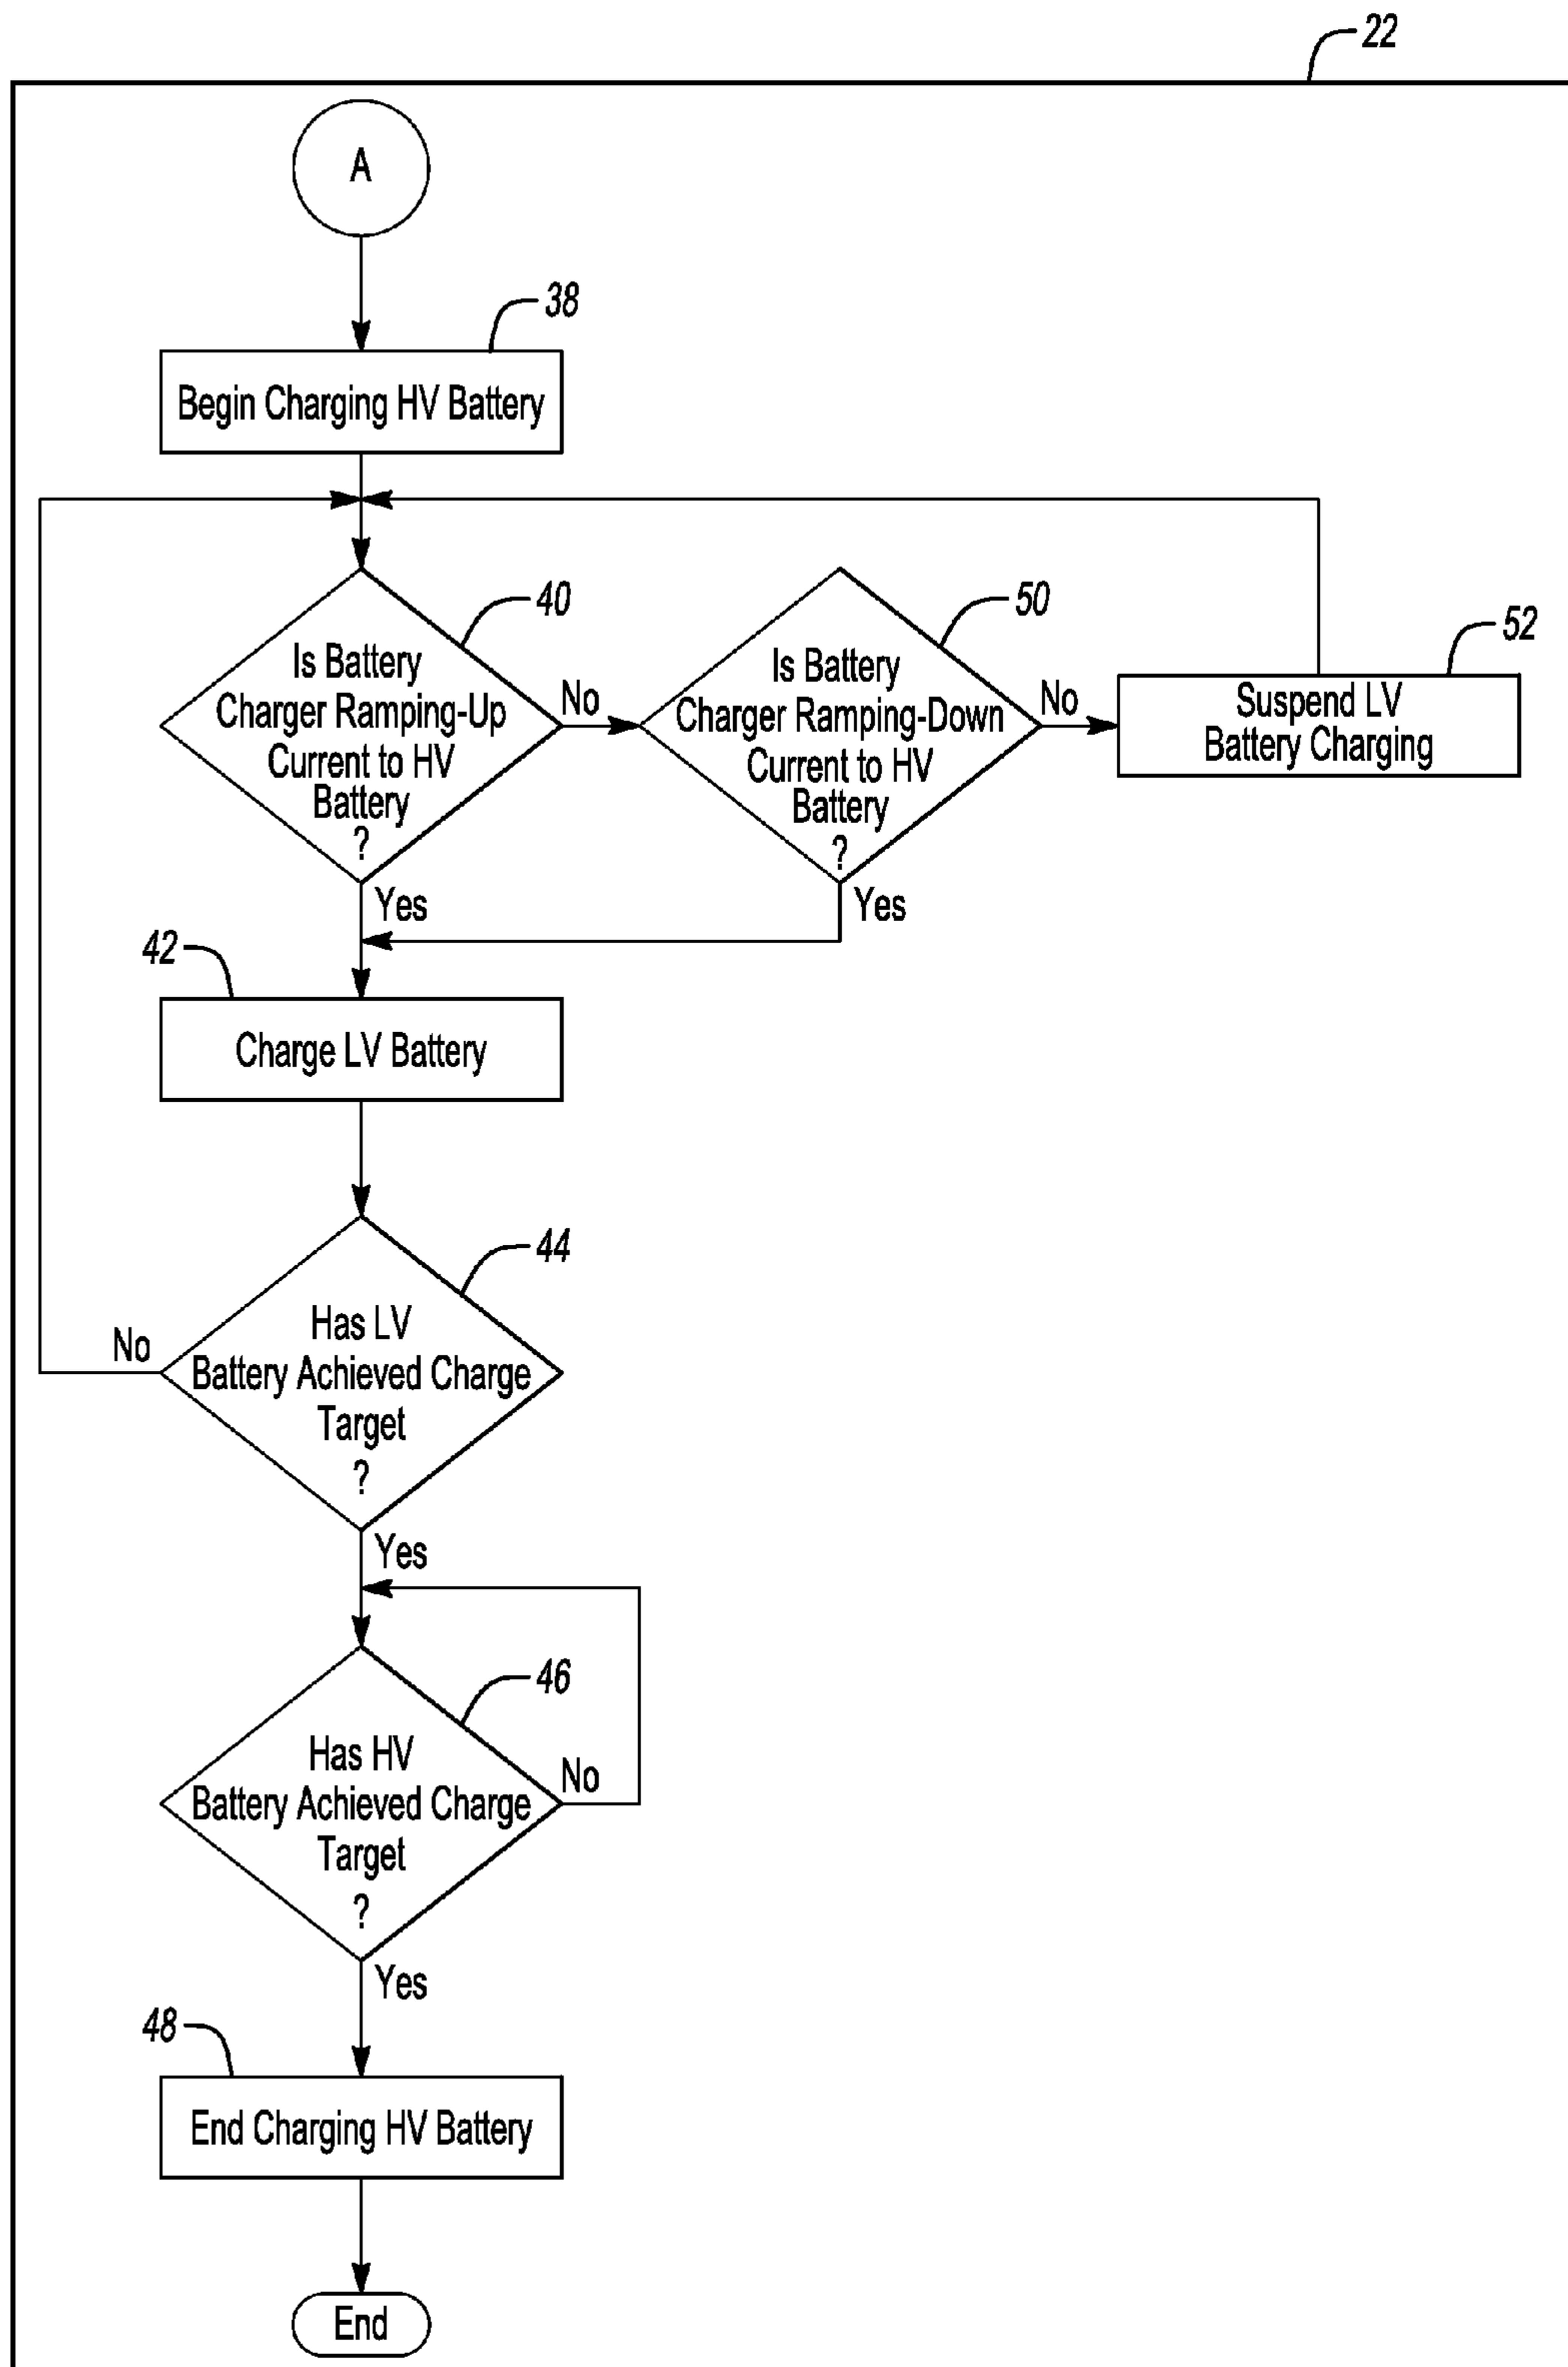 22
A
38
Begin Charging HV Battery
40
Is Battery
Charger Ramping-Up
Current to HV
Battery
?
No
Yes
50
Is Battery
Charger Ramping-Down
Current to HV
Battery
?
No
Yes
52
Suspend LV
Battery Charging
42
Charge LV Battery
44
Has LV
Battery Achieved Charge
Target
?
No
Yes
46
Has HV
Battery Achieved Charge
Target
?
No
Yes
48
End Charging HV Battery
End